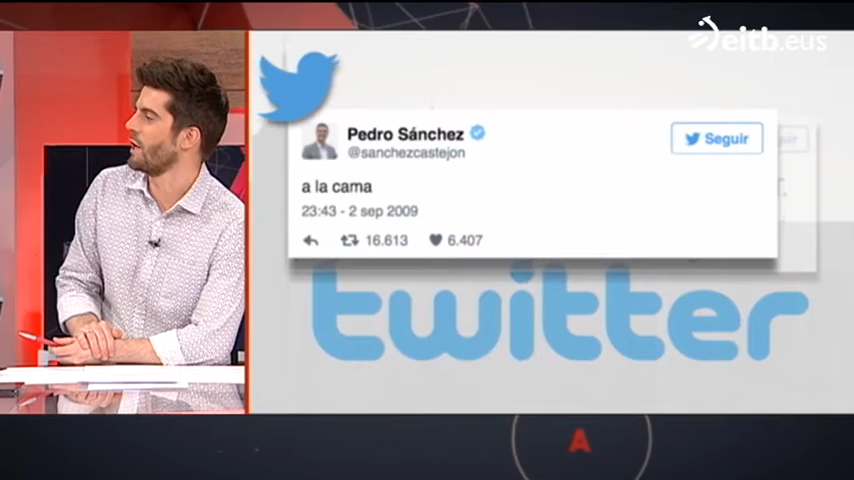 eitb.eus
Pedro Sánchez
Seguir
@sanchezcastejon
a la cama
23:43 - 2 sep 2009
16.613 6.407
twitter
A